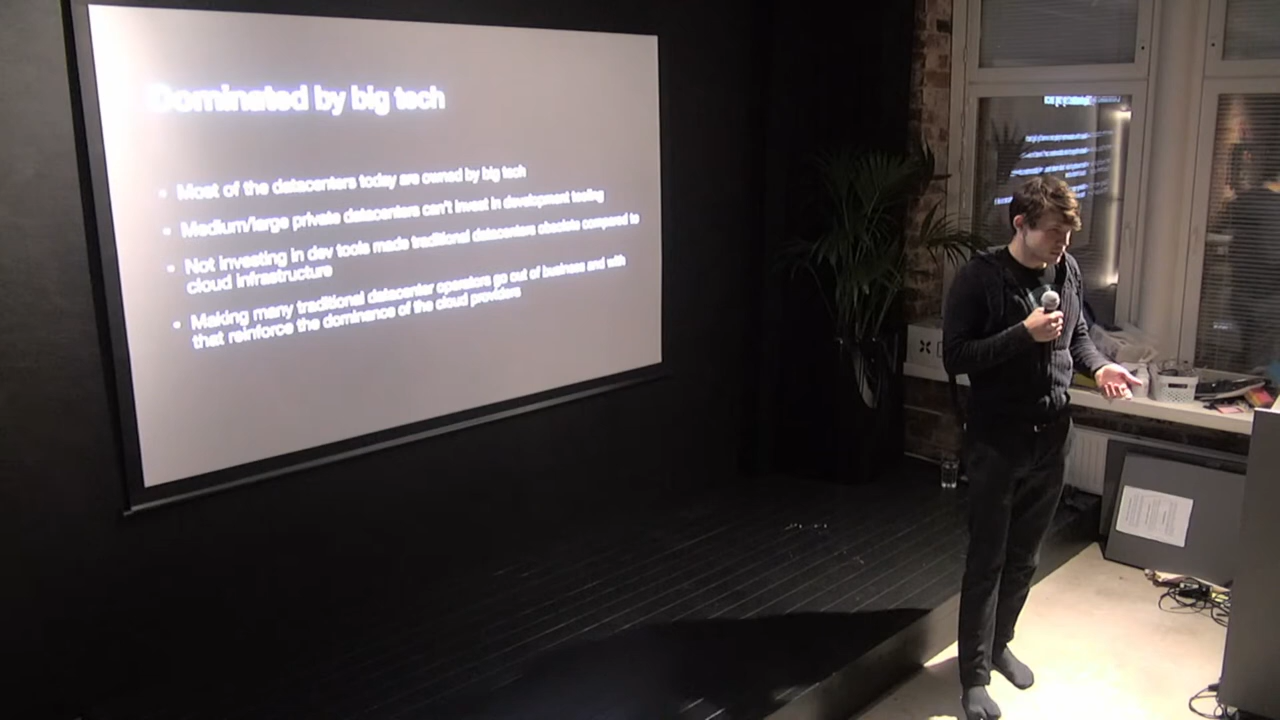 Dominated by big tech
• Most of the datacenters today are owned by big tech
• Medium/large private datacenters can't invest in development tooling
• Not investing in dev tools made traditional datacenters obsolete compared to
cloud infrastructure
• Making many traditional datacenter operators go out of business and with
that reinforce the dominance of the cloud providers